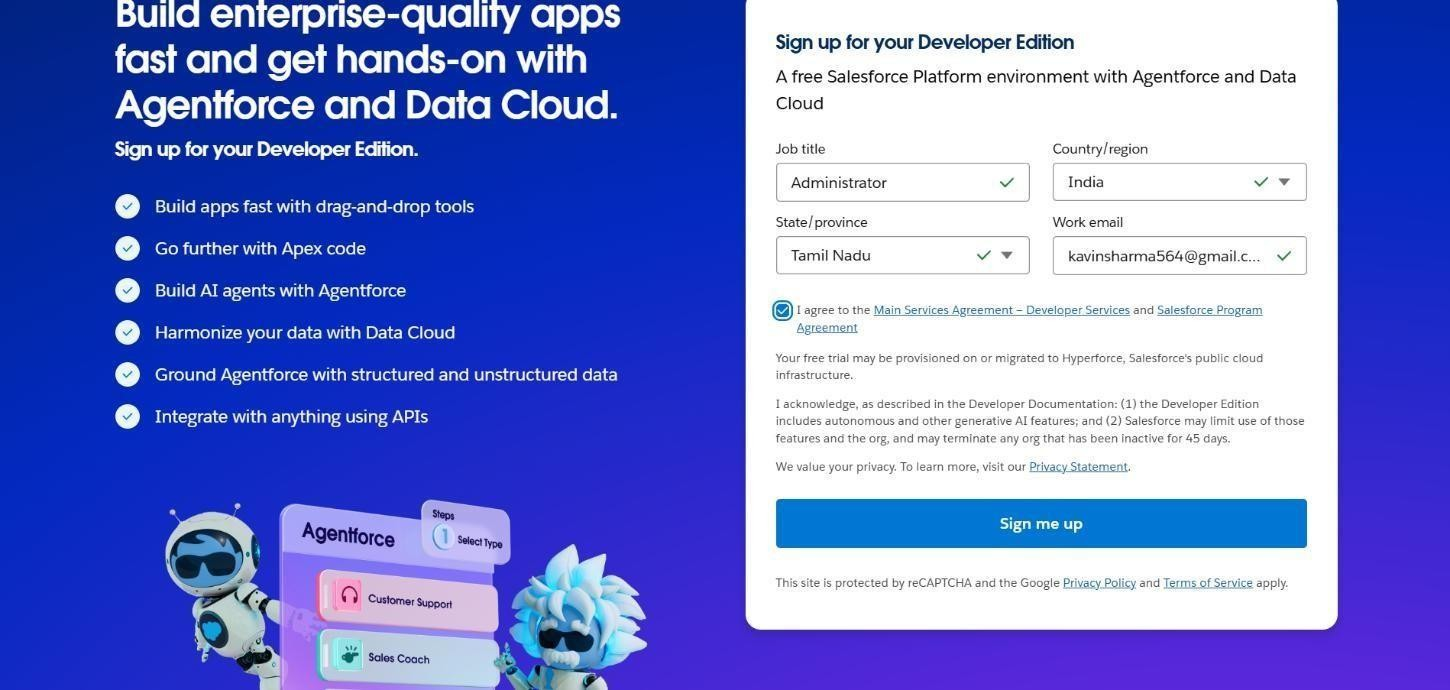 Build enterprise-quality apps
fast and get hands-on with
Agentforce and Data Cloud.
Sign up for your Developer Edition.
Build apps fast with drag-and-drop tools
Go further with Apex code
Build AI agents with Agentforce
Harmonize your data with Data Cloud
Ground Agentforce with structured and unstructured data
Integrate with anything using APIs
Agentforce
Steps
1 Select Type
Customer Support
Sales Coach
Sign up for your Developer Edition
A free Salesforce Platform environment with Agentforce and Data
Cloud
Job title
Administrator
Country/region
India
State/province
Tamil Nadu
Work email
kavinsharma564@gmail.c...
I agree to the Main Services Agreement – Developer Services and Salesforce Program
Agreement
Your free trial may be provisioned on or migrated to Hyperforce, Salesforce's public cloud
infrastructure.
I acknowledge, as described in the Developer Documentation: (1) the Developer Edition
includes autonomous and other generative AI features; and (2) Salesforce may limit use of those
features and the org, and may terminate any org that has been inactive for 45 days.
We value your privacy. To learn more, visit our Privacy Statement.
Sign me up
This site is protected by reCAPTCHA and the Google Privacy Policy and Terms of Service apply.